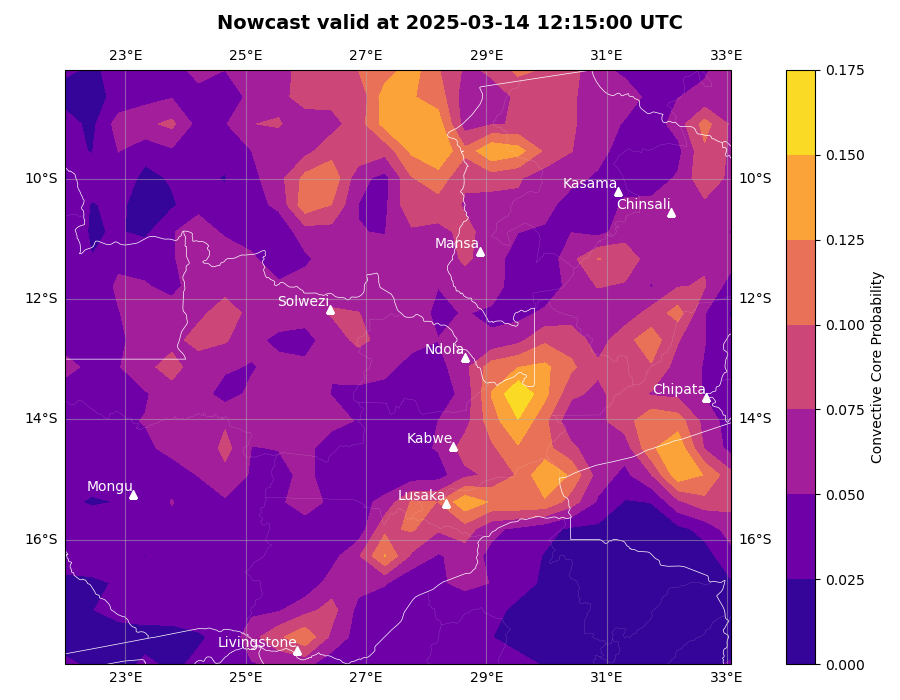 Nowcast valid at 2025-03-14 12:15:00 UTC
23°E 25°E 27°E 29°E 31°E 33°E
0.175
0.150
10°S Kasama 10°S
Chinsali
0.125
Mansa
12°S Solwezi 12°S
0.100
Ndola
Chipata
0.075
14°S 14°S
Kabwe
Mongu
Lusaka
0.050
16°S 16°S
0.025
Livingstone
0.000
23°E 25°E 27°E 29°E 31°E 33°E
Convective Core Probability